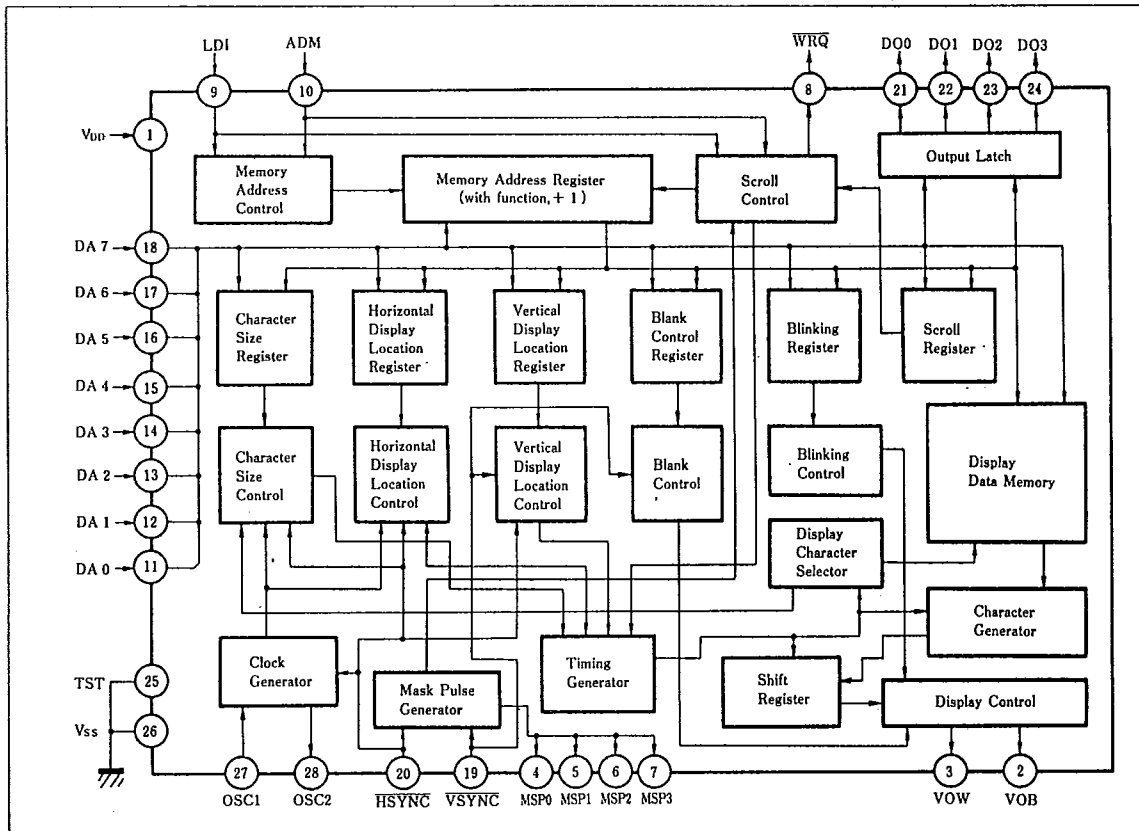 LDI
ADM
WRQ
DO0
DO1
DO2
DO3
9
10
8
21
22
23
24
VDD
1
Memory
Address
Control
Memory Address Register
(with function, + 1)
Scroll
Control
Output Latch
DA 7
18
DA 6
17
DA 5
16
DA 4
15
DA 3
14
DA 2
13
DA 1
12
DA 0
11
Character
Size
Register
Horizontal
Display
Location
Register
Vertical
Display
Location
Register
Blank
Control
Register
Blinking
Register
Scroll
Register
Character
Size
Control
Horizontal
Display
Location
Control
Vertical
Display
Location
Control
Blank
Control
Blinking
Control
Display
Data Memory
Display
Character
Selector
Character
Generator
Clock
Generator
Mask Pulse
Generator
Timing
Generator
Shift
Register
Display Control
TST
25
Vss
26
27
28
20
19
4
5
6
7
3
2
OSC1
OSC2
HSYNC
VSYNC
MSP0
MSP1
MSP2
MSP3
VOW
VOB